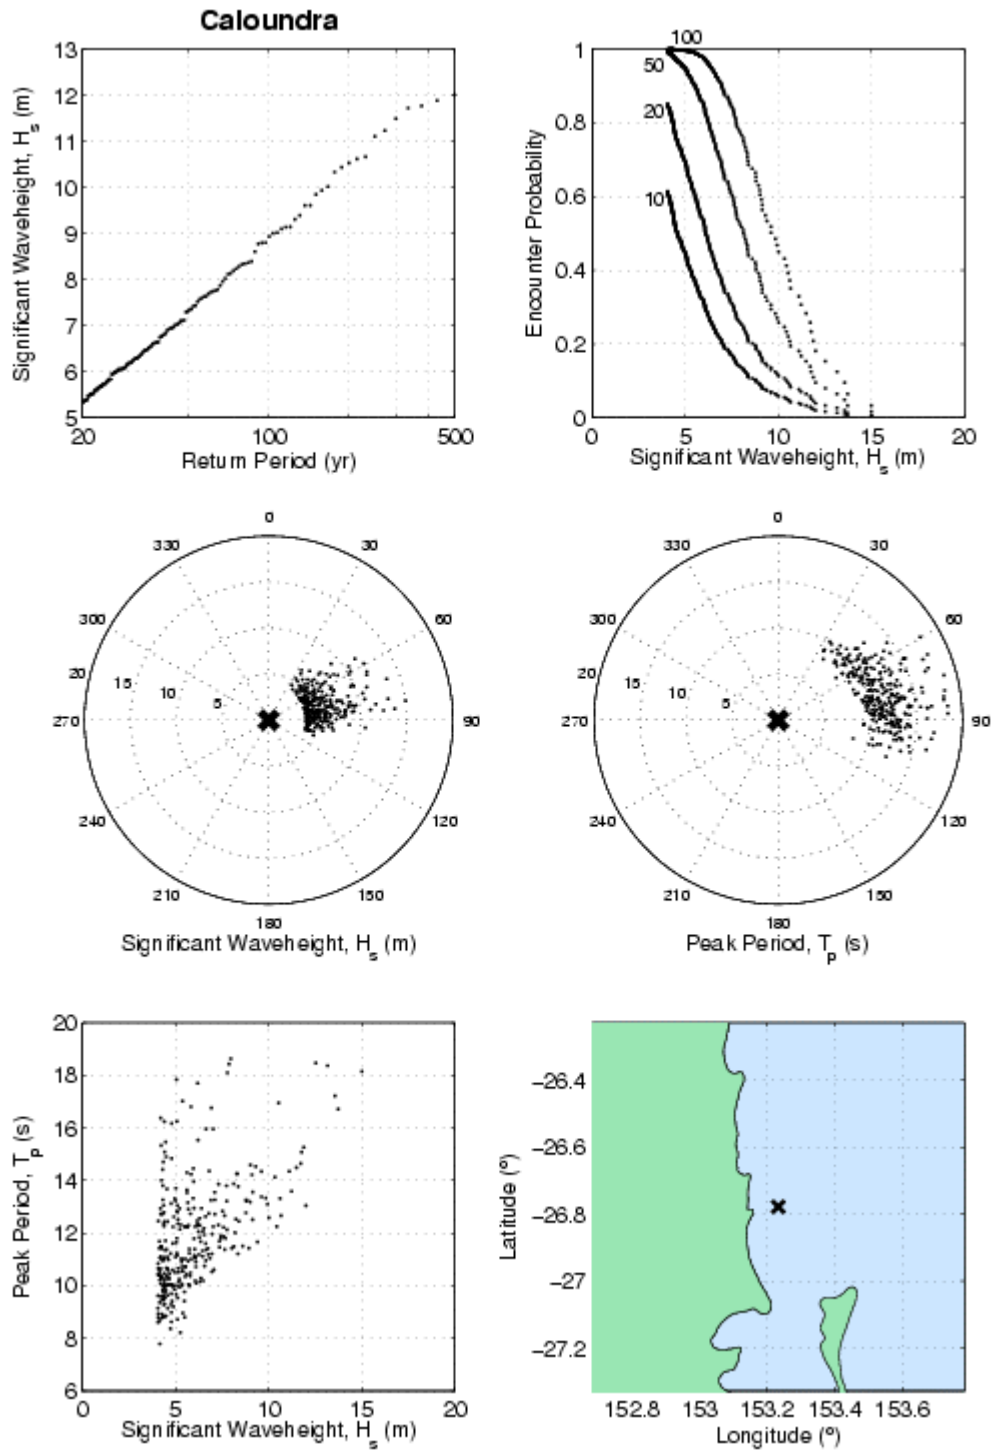 Caloundra
13
12
11
10
9
8
7
6
5
Significant Waveheight, H_s (m)
20 100 500
Return Period (yr)
1
0.8
0.6
0.4
0.2
0
Encounter Probability
100
50
20
10
0 5 10 15 20
Significant Waveheight, H_s (m)
0
330 30
300 60
20 15 10 5
270 90
240 120
210 150
180
Significant Waveheight, H_s (m)
0
330 30
300 60
20 15 10 5
270 90
240 120
210 150
180
Peak Period, T_p (s)
20
18
16
14
12
10
8
6
Peak Period, T_p (s)
0 5 10 15 20
Significant Waveheight, H_s (m)
−26.4
−26.6
−26.8
−27
−27.2
Latitude (º)
152.8 153 153.2 153.4 153.6
Longitude (º)